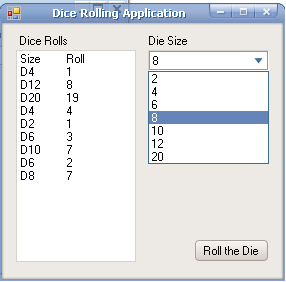 Dice Rolling Application
Dice Rolls
Size Roll
D4 1
D12 8
D20 19
D4 4
D2 1
D6 3
D10 7
D6 2
D8 7
Die Size
8
2
4
6
8
10
12
20
Roll the Die